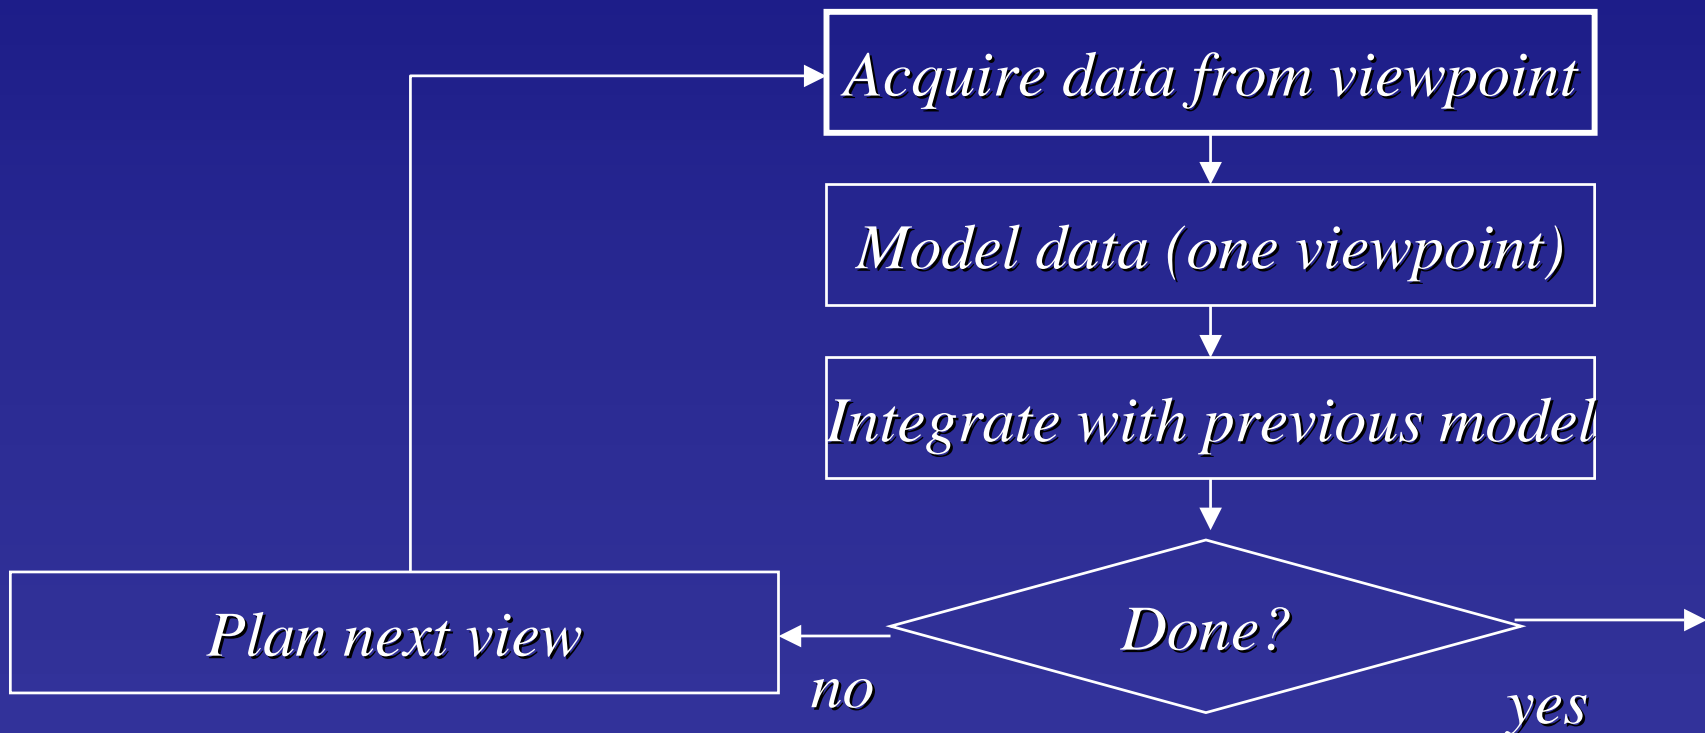 Acquire data from viewpoint
Model data (one viewpoint)
Integrate with previous model
Done?
Plan next view
no
yes